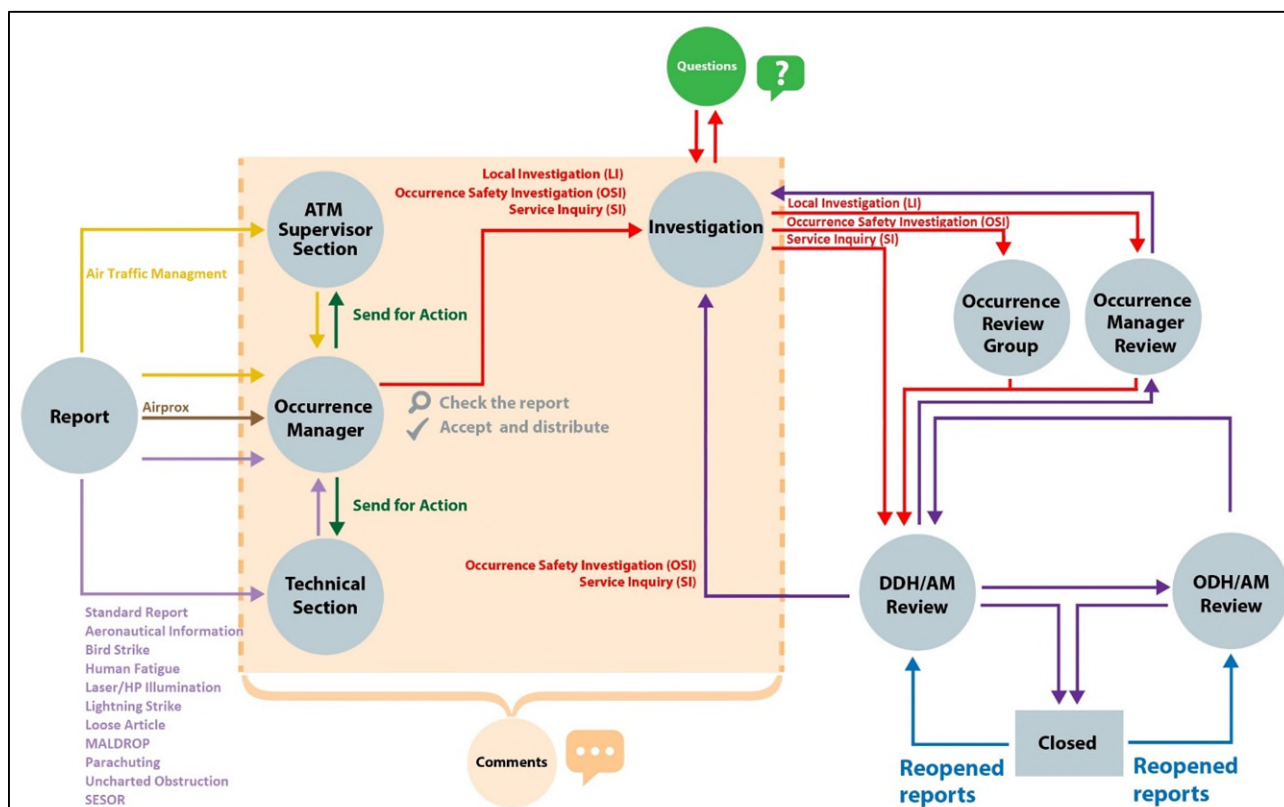 Questions
?
ATM
Supervisor
Section
Local Investigation (LI)
Occurrence Safety Investigation (OSI)
Service Inquiry (SI)
Investigation
Local Investigation (LI)
Occurrence Safety Investigation (OSI)
Service Inquiry (SI)
Air Traffic Managment
Send for Action
Occurrence
Review
Group
Occurrence
Manager
Review
Report
Airprox
Occurrence
Manager
Check the report
Accept and distribute
Send for Action
Technical
Section
Occurrence Safety Investigation (OSI)
Service Inquiry (SI)
DDH/AM
Review
ODH/AM
Review
Standard Report
Aeronautical Information
Bird Strike
Human Fatigue
Laser/HP Illumination
Lightning Strike
Loose Article
MALDROP
Parachuting
Uncharted Obstruction
SESOR
Comments
Closed
Reopened
reports
Reopened
reports